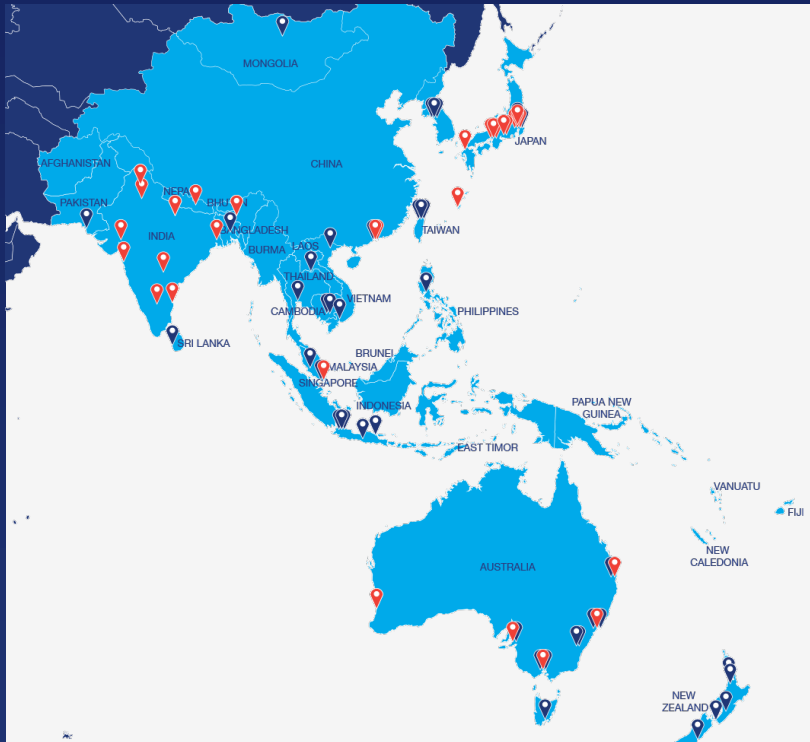 MONGOLIA
JAPAN
CHINA
AFGHANISTAN
NEPAL
PAKISTAN
BHUTAN
TAIWAN
BANGLADESH
INDIA
LAOS
BURMA
THAILAND
VIETNAM
CAMBODIA
PHILIPPINES
SRI LANKA
BRUNEI
MALAYSIA
SINGAPORE
INDONESIA
PAPUA NEW
GUINEA
EAST TIMOR
VANUATU
FIJI
NEW
CALEDONIA
AUSTRALIA
NEW
ZEALAND